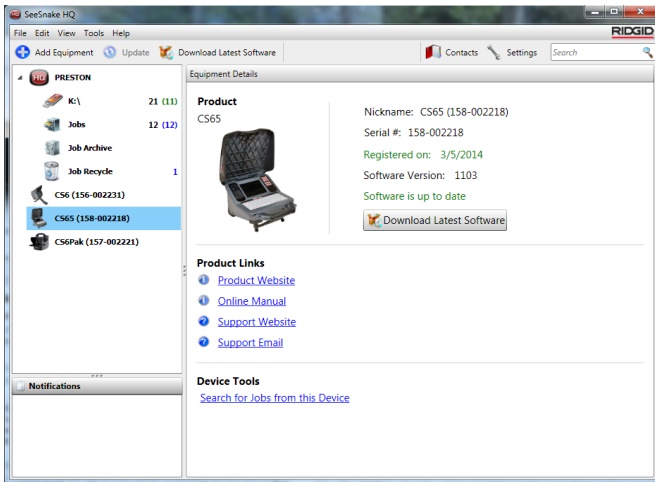 SeeSnake HQ
File Edit View Tools Help
RIDGID
Add Equipment Update Download Latest Software Contacts Settings Search
HQ PRESTON
K:\ 21 (11)
Jobs 12 (12)
Job Archive
Job Recycle 1
CS6 (156-002231)
CS65 (158-002218)
CS6Pak (157-002221)
Notifications
Equipment Details
Product
CS65
Nickname: CS65 (158-002218)
Serial #: 158-002218
Registered on: 3/5/2014
Software Version: 1103
Software is up to date
Download Latest Software
Product Links
Product Website
Online Manual
Support Website
Support Email
Device Tools
Search for Jobs from this Device